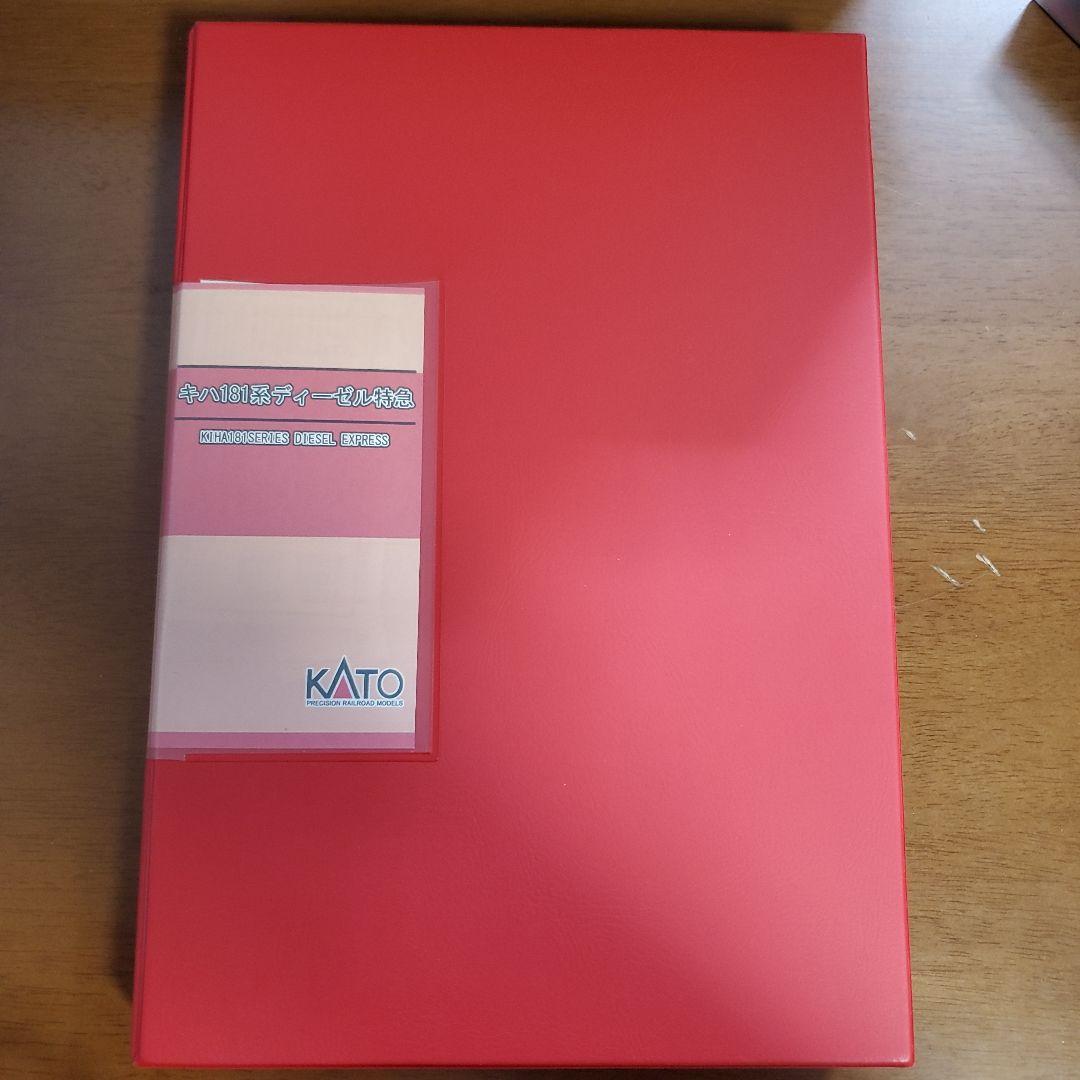 キハ181系ディーゼル特急
KIHA181SERIES DIESEL EXPRESS
KATO
PRECISION RAILROAD MODELS